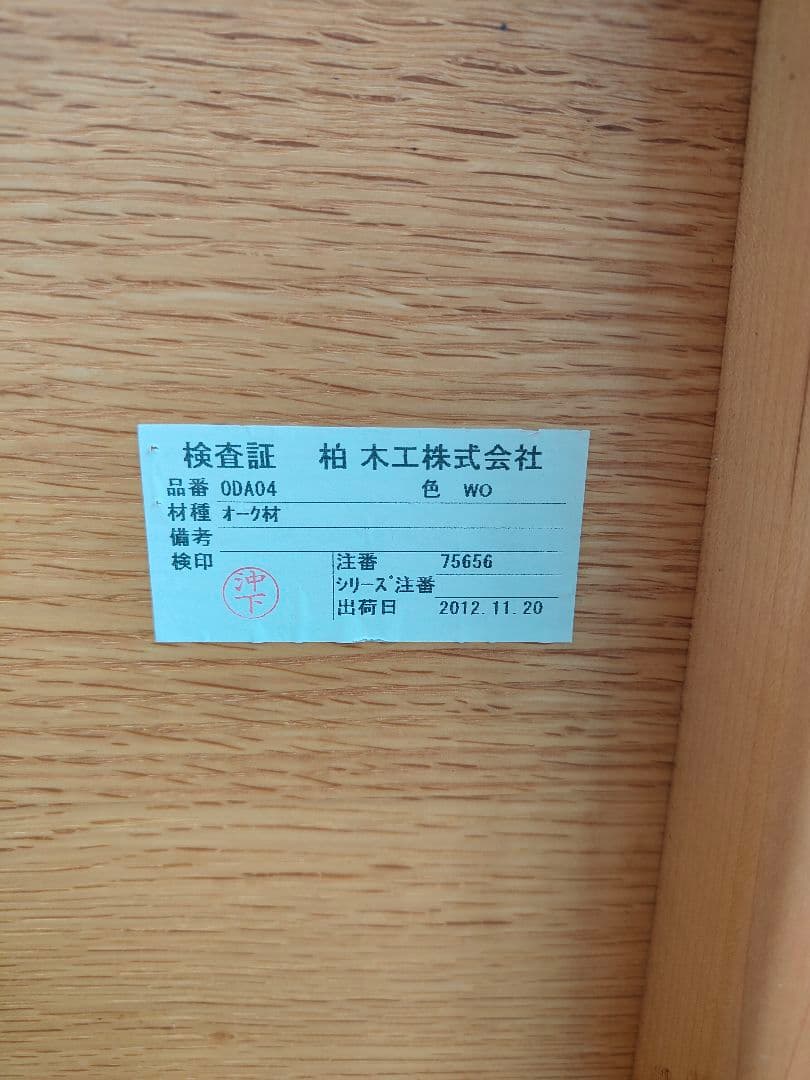 検査証 柏木工株式会社
品番 ODA04 色 WO
材種 オーク材
備考
検印 注番 75656
沖下
シリーズ注番
出荷日 2012.11.20